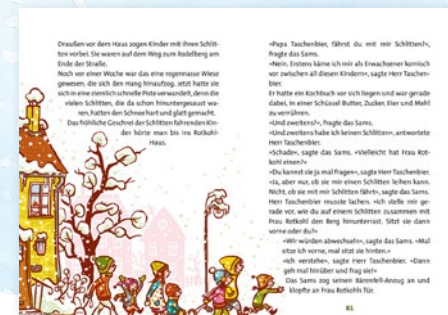 Draußen vor dem Haus zogen Kinder mit ihren Schlit-
ten vorbei. Sie waren auf dem Weg zum Rodelberg am
Ende der Straße.
Noch vor einer Woche war das eine regennasse Wiese
gewesen, die sich den Hang hinaufzog. Jetzt hatte sie
sich in eine ziemlich schnelle Piste verwandelt, denn die
vielen Schlitten, die da schon hinuntergesaust wa-
ren, hatten den Schnee hart und glatt gemacht.
Das fröhliche Geschrei der Schlitten fahrenden Kin-
der hörte man bis ins Rotkohl-
Haus.
»Papa Taschenbier, fährst du mit mir Schlitten?«,
fragte das Sams.
»Nein. Erstens käme ich mir als Erwachsener komisch
vor zwischen all diesen Kindern«, sagte Herr Taschen-
bier.
Er hatte ein Kochbuch vor sich liegen und war gerade
dabei, in einer Schüssel Butter, Zucker, Eier und Mehl
zu verrühren.
»Und zweitens?«, fragte das Sams.
»Und zweitens habe ich keinen Schlitten«, antwortete
Herr Taschenbier.
»Schade«, sagte das Sams. »Vielleicht hat Frau Rot-
kohl einen?«
»Du kannst sie ja mal fragen«, sagte Herr Taschenbier.
»Ja, aber nur, ob sie mir einen Schlitten leihen kann.
Nicht, ob sie mit mir Schlitten fährt«, sagte das Sams.
Herr Taschenbier musste lachen. »Ich stelle mir ge-
rade vor, wie du auf einem Schlitten zusammen mit
Frau Rotkohl den Berg hinunterrast. Sitzt sie dann
vorne oder du?«
»Wir würden abwechseln«, sagte das Sams. »Mal
sitze ich vorne, mal sitzt sie hinten.«
»Ich verstehe«, sagte Herr Taschenbier. »Dann
geh mal hinüber und frag sie!«
Das Sams zog seinen Bärenfell-Anzug an und
klopfte an Frau Rotkohls Tür.
81